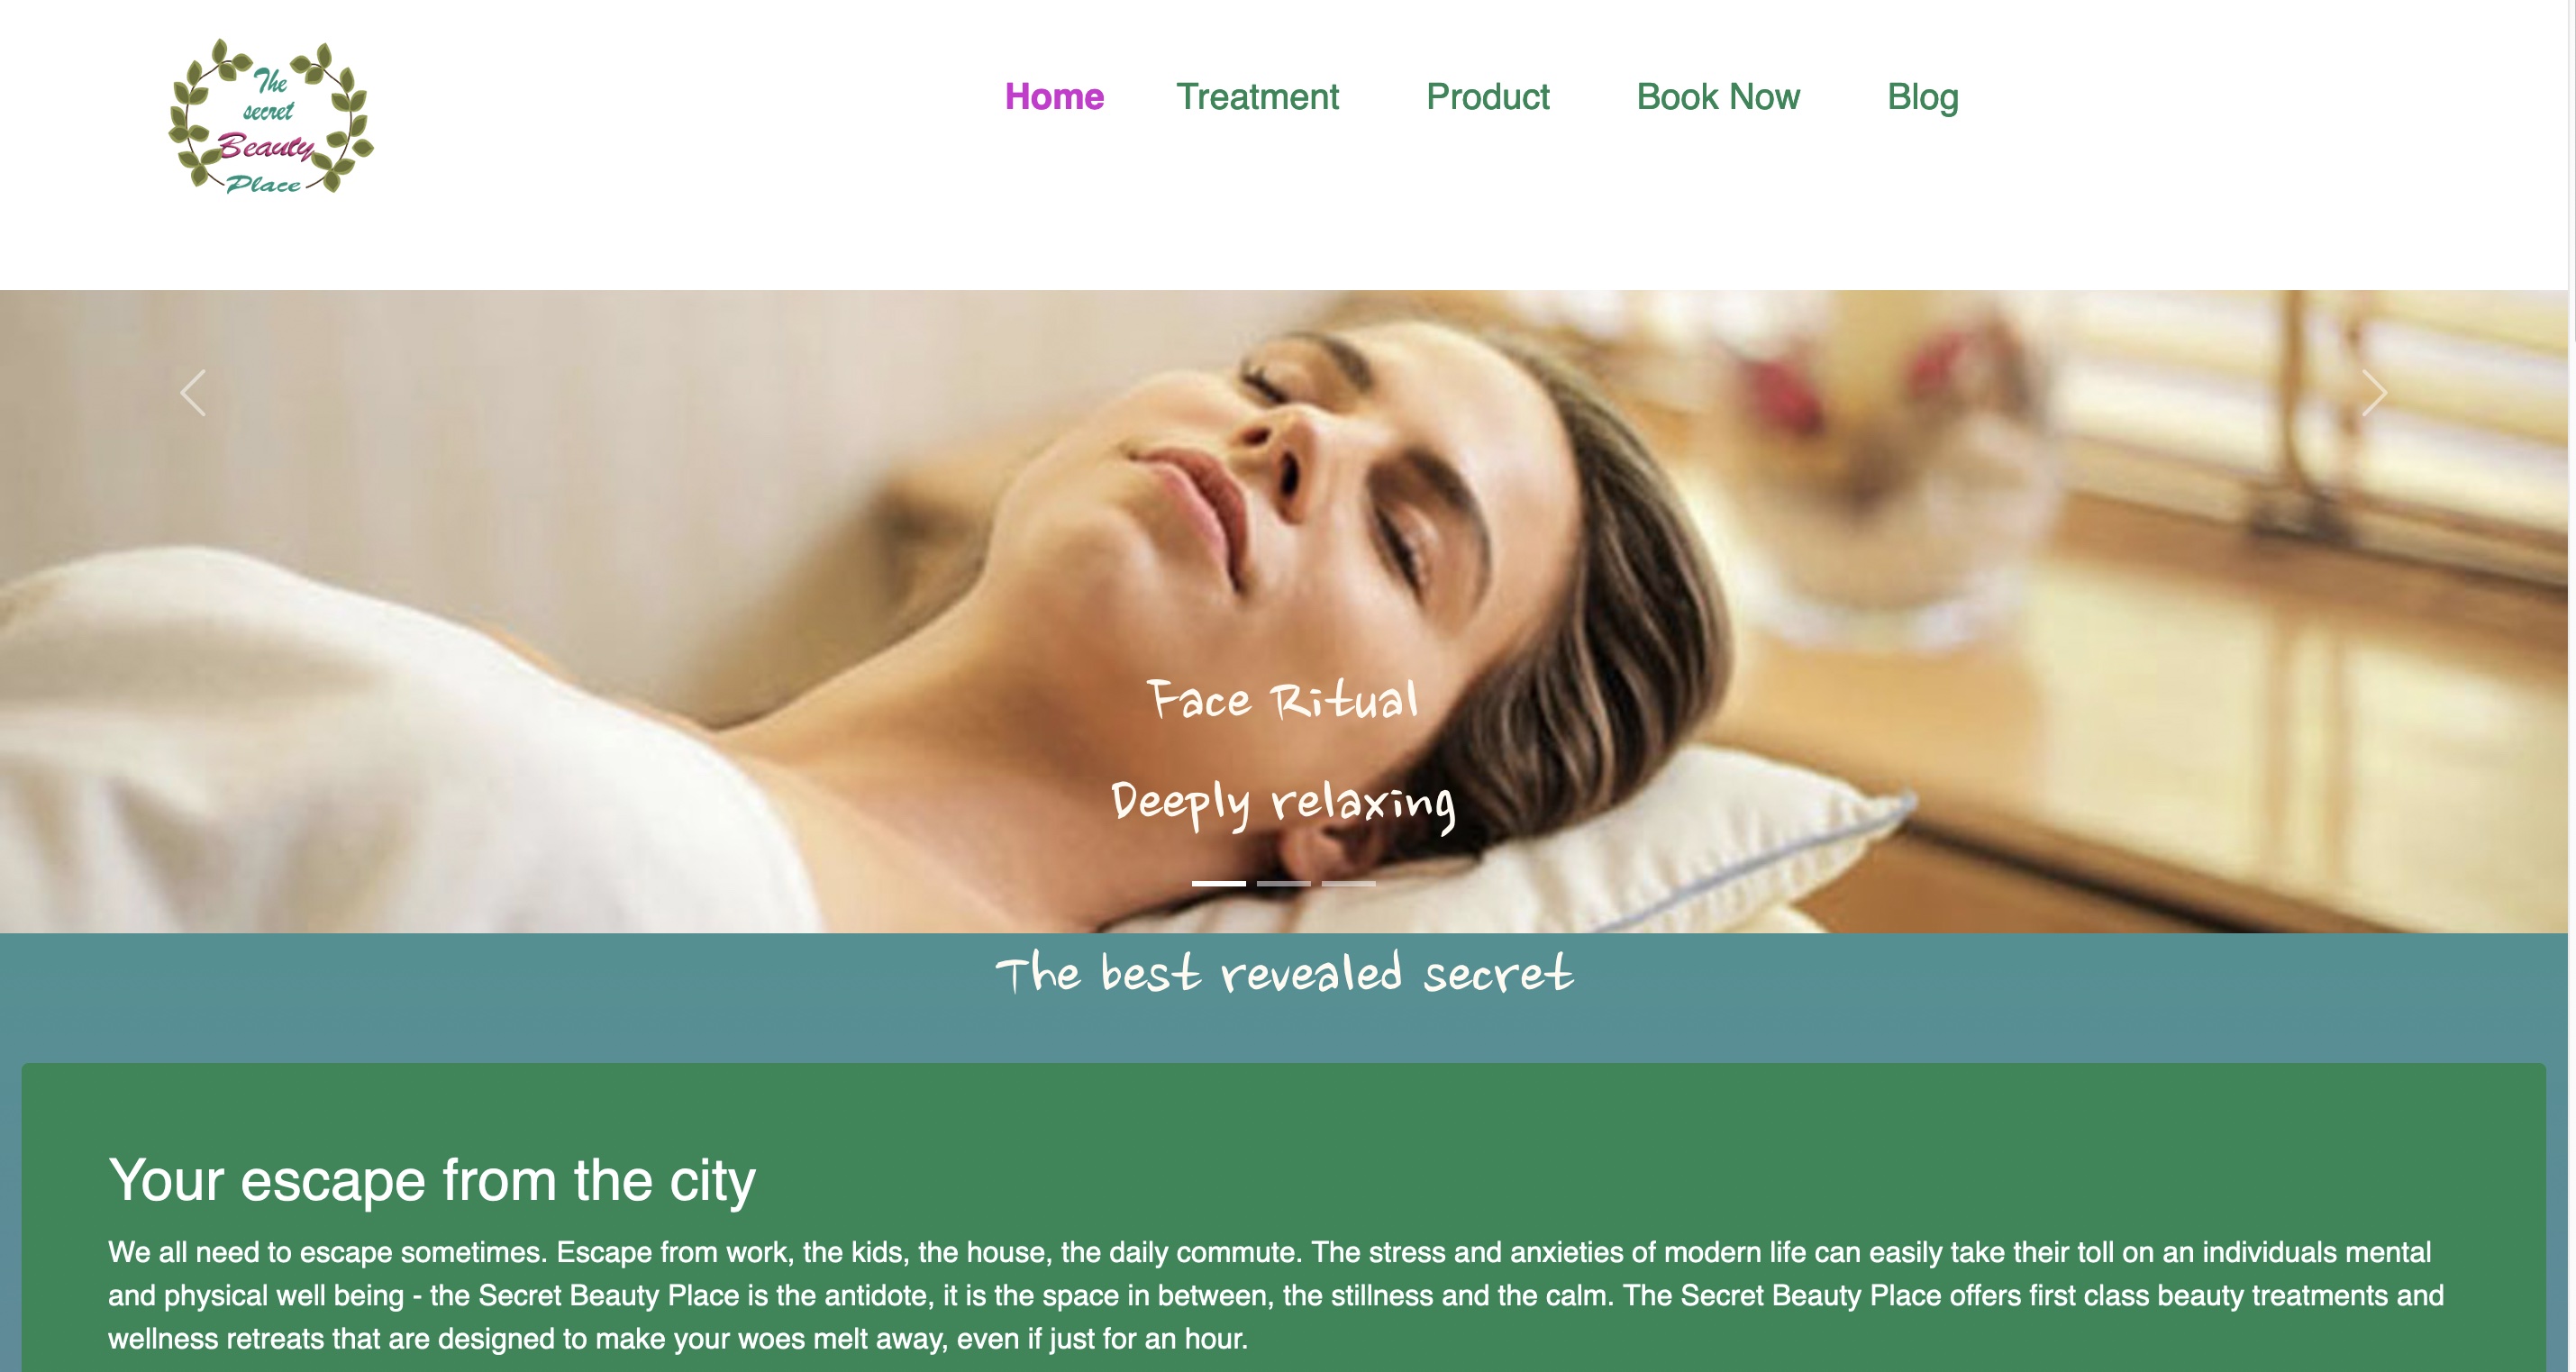 The
secret
Beauty
Place
Home Treatment Product Book Now Blog
Face Ritual
Deeply relaxing
The best revealed secret
Your escape from the city
We all need to escape sometimes. Escape from work, the kids, the house, the daily commute. The stress and anxieties of modern life can easily take their toll on an individuals mental
and physical well being - the Secret Beauty Place is the antidote, it is the space in between, the stillness and the calm. The Secret Beauty Place offers first class beauty treatments and
wellness retreats that are designed to make your woes melt away, even if just for an hour.